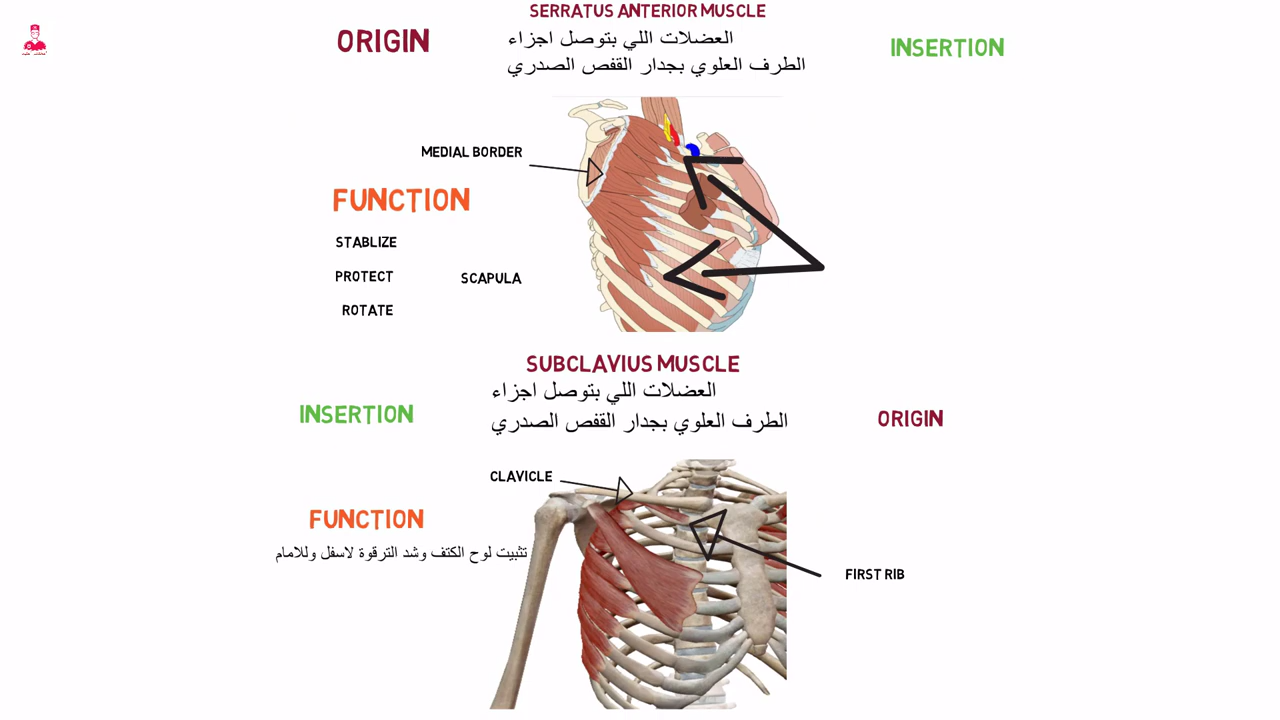 SERRATUS ANTERIOR MUSCLE
ORIGIN
العضلات اللي بتوصل اجزاء
الطرف العلوي بجدار القفص الصدري
INSERTION
MEDIAL BORDER
FUNCTION
STABLIZE
PROTECT
SCAPULA
ROTATE
SUBCLAVIUS MUSCLE
العضلات اللي بتوصل اجزاء
الطرف العلوي بجدار القفص الصدري
INSERTION
ORIGIN
CLAVICLE
FUNCTION
تثبيت لوح الكتف وشد الترقوة لاسفل وللامام
FIRST RIB